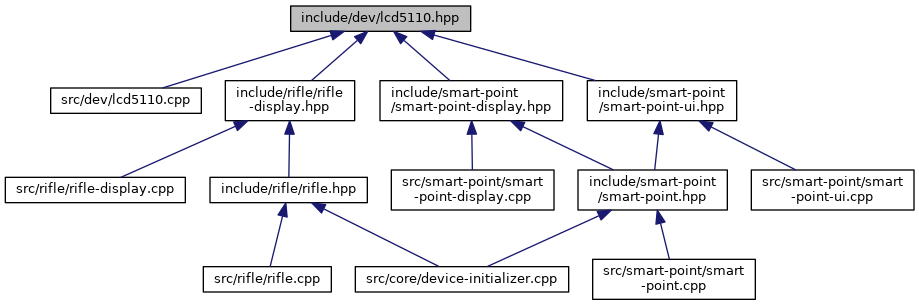 include/dev/lcd5110.hpp
src/dev/lcd5110.cpp
include/rifle/rifle
-display.hpp
include/smart-point
/smart-point-display.hpp
include/smart-point
/smart-point-ui.hpp
src/rifle/rifle-display.cpp
include/rifle/rifle.hpp
src/smart-point/smart
-point-display.cpp
include/smart-point
/smart-point.hpp
src/smart-point/smart
-point-ui.cpp
src/rifle/rifle.cpp
src/core/device-initializer.cpp
src/smart-point/smart
-point.cpp